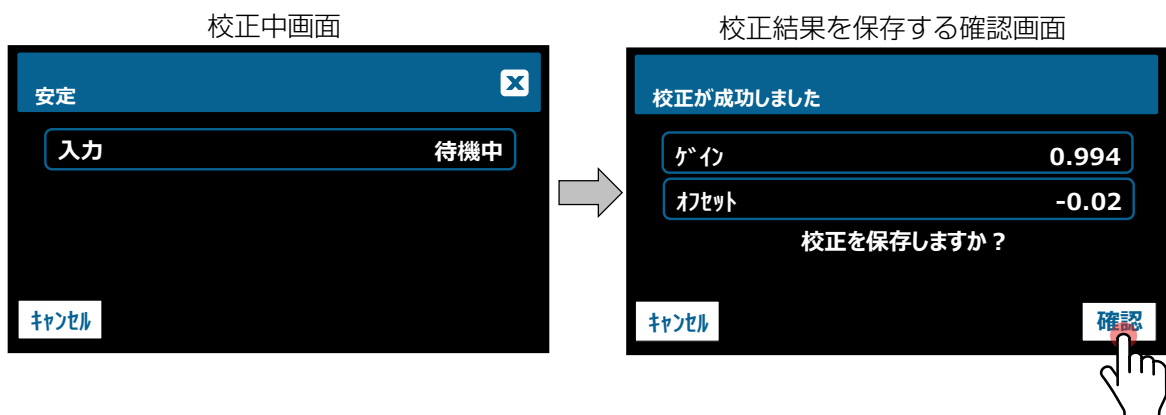 校正中画面
安定
X
入力 待機中
キャンセル
校正結果を保存する確認画面
校正が成功しました
ｹﾞｲﾝ 0.994
ｵﾌｾｯﾄ -0.02
校正を保存しますか？
ｷｬﾝｾﾙ
確認